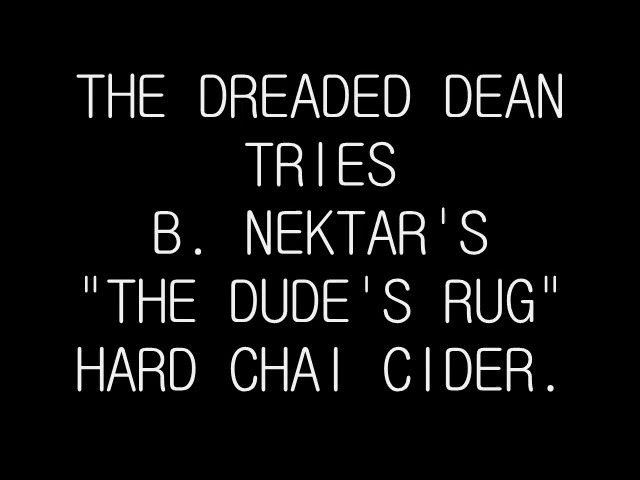 THE DREADED DEAN
TRIES
B. NEKTAR'S
"THE DUDE'S RUG"
HARD CHAI CIDER.